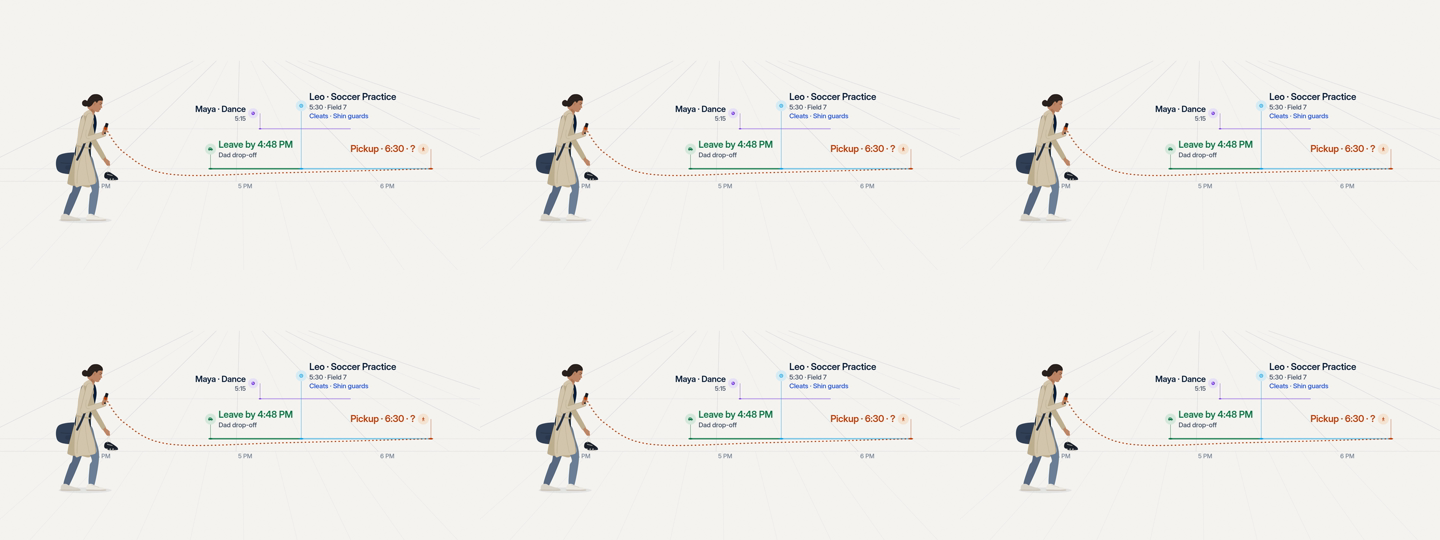 Leo · Soccer Practice
Maya · Dance
5:30 · Field 7
5:15
Cleats · Shin guards
Leave by 4:48 PM
Pickup · 6:30 · ?
Dad drop-off
PM
5 PM
6 PM
Leo · Soccer Practice
Maya · Dance
5:30 · Field 7
5:15
Cleats · Shin guards
Leave by 4:48 PM
Pickup · 6:30 · ?
Dad drop-off
PM
5 PM
6 PM
Leo · Soccer Practice
Maya · Dance
5:30 · Field 7
5:15
Cleats · Shin guards
Leave by 4:48 PM
Pickup · 6:30 · ?
Dad drop-off
PM
5 PM
6 PM
Leo · Soccer Practice
Maya · Dance
5:30 · Field 7
5:15
Cleats · Shin guards
Leave by 4:48 PM
Pickup · 6:30 · ?
Dad drop-off
PM
5 PM
6 PM
Leo · Soccer Practice
Maya · Dance
5:30 · Field 7
5:15
Cleats · Shin guards
Leave by 4:48 PM
Pickup · 6:30 · ?
Dad drop-off
PM
5 PM
6 PM
Leo · Soccer Practice
Maya · Dance
5:30 · Field 7
5:15
Cleats · Shin guards
Leave by 4:48 PM
Pickup · 6:30 · ?
Dad drop-off
PM
5 PM
6 PM